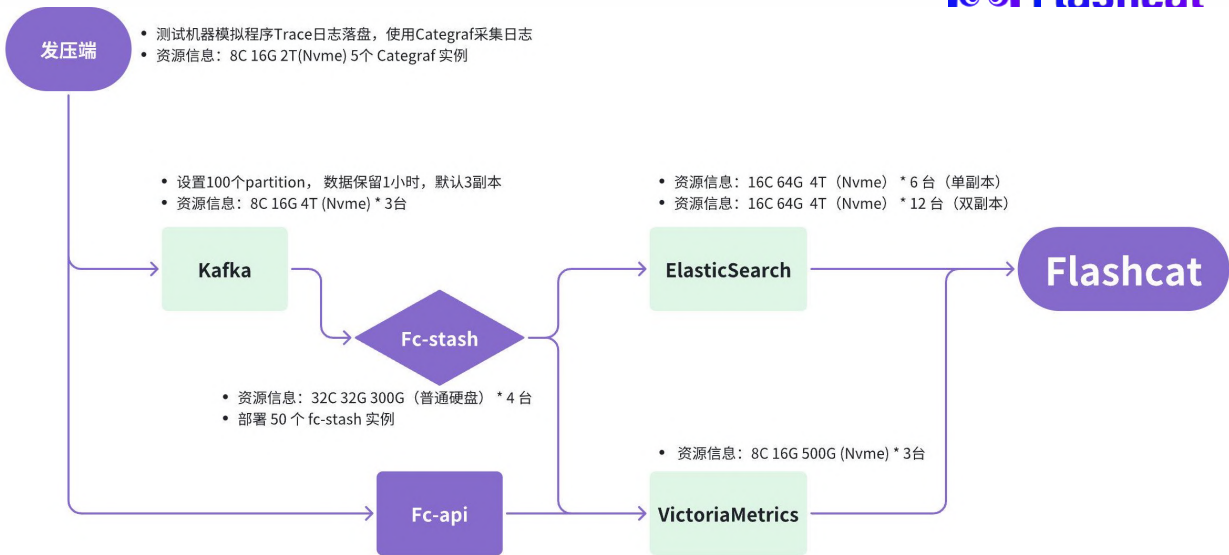 Flashcat
发压端
测试机器模拟程序Trace日志落盘，使用Categraf采集日志
资源信息：8C 16G 2T(Nvme) 5个 Categraf 实例
设置100个partition， 数据保留1小时，默认3副本
资源信息：8C 16G 4T (Nvme) * 3台
资源信息：16C 64G 4T（Nvme） * 6 台（单副本）
资源信息：16C 64G 4T（Nvme） * 12 台（双副本）
Kafka
ElasticSearch
Flashcat
Fc-stash
资源信息：32C 32G 300G（普通硬盘） * 4 台
部署 50 个 fc-stash 实例
资源信息：8C 16G 500G (Nvme) * 3台
Fc-api
VictoriaMetrics